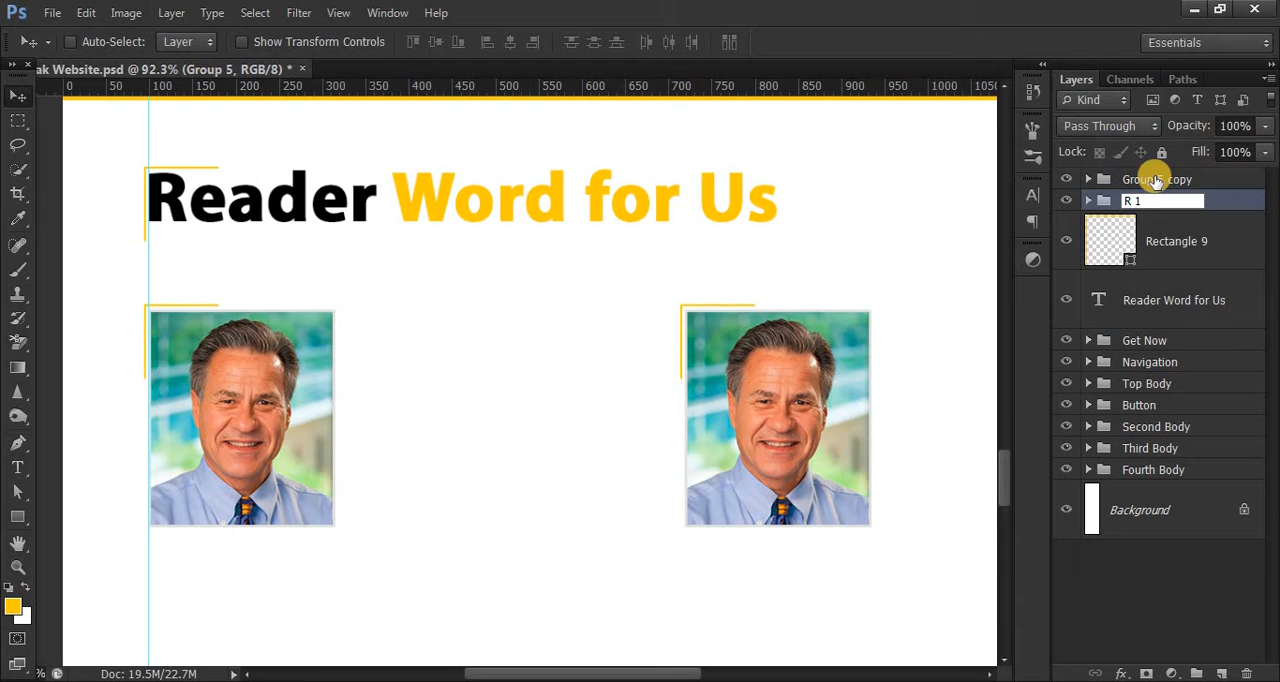 Ps File Edit Image Layer Type Select Filter View Window Help
Auto-Select: Layer Show Transform Controls Essentials
ak Website.psd @ 92.3% (Group 5, RGB/8) * ×
0 50 100 150 200 250 300 350 400 450 500 550 600 650 700 750 800 850 900 950 1000 1050
Layers Channels Paths
Kind
Pass Through Opacity: 100%
Lock: Fill: 100%
copy
R 1
Rectangle 9
Reader Word for Us
Get Now
Navigation
Top Body
Button
Second Body
Third Body
Fourth Body
Background
Reader Word for Us
% Doc: 19.5M/22.7M